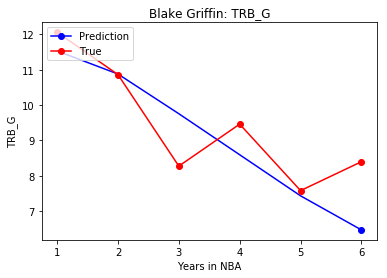 Blake Griffin: TRB_G
Prediction
True
12
11
10
9
8
7
TRB_G
1 2 3 4 5 6
Years in NBA